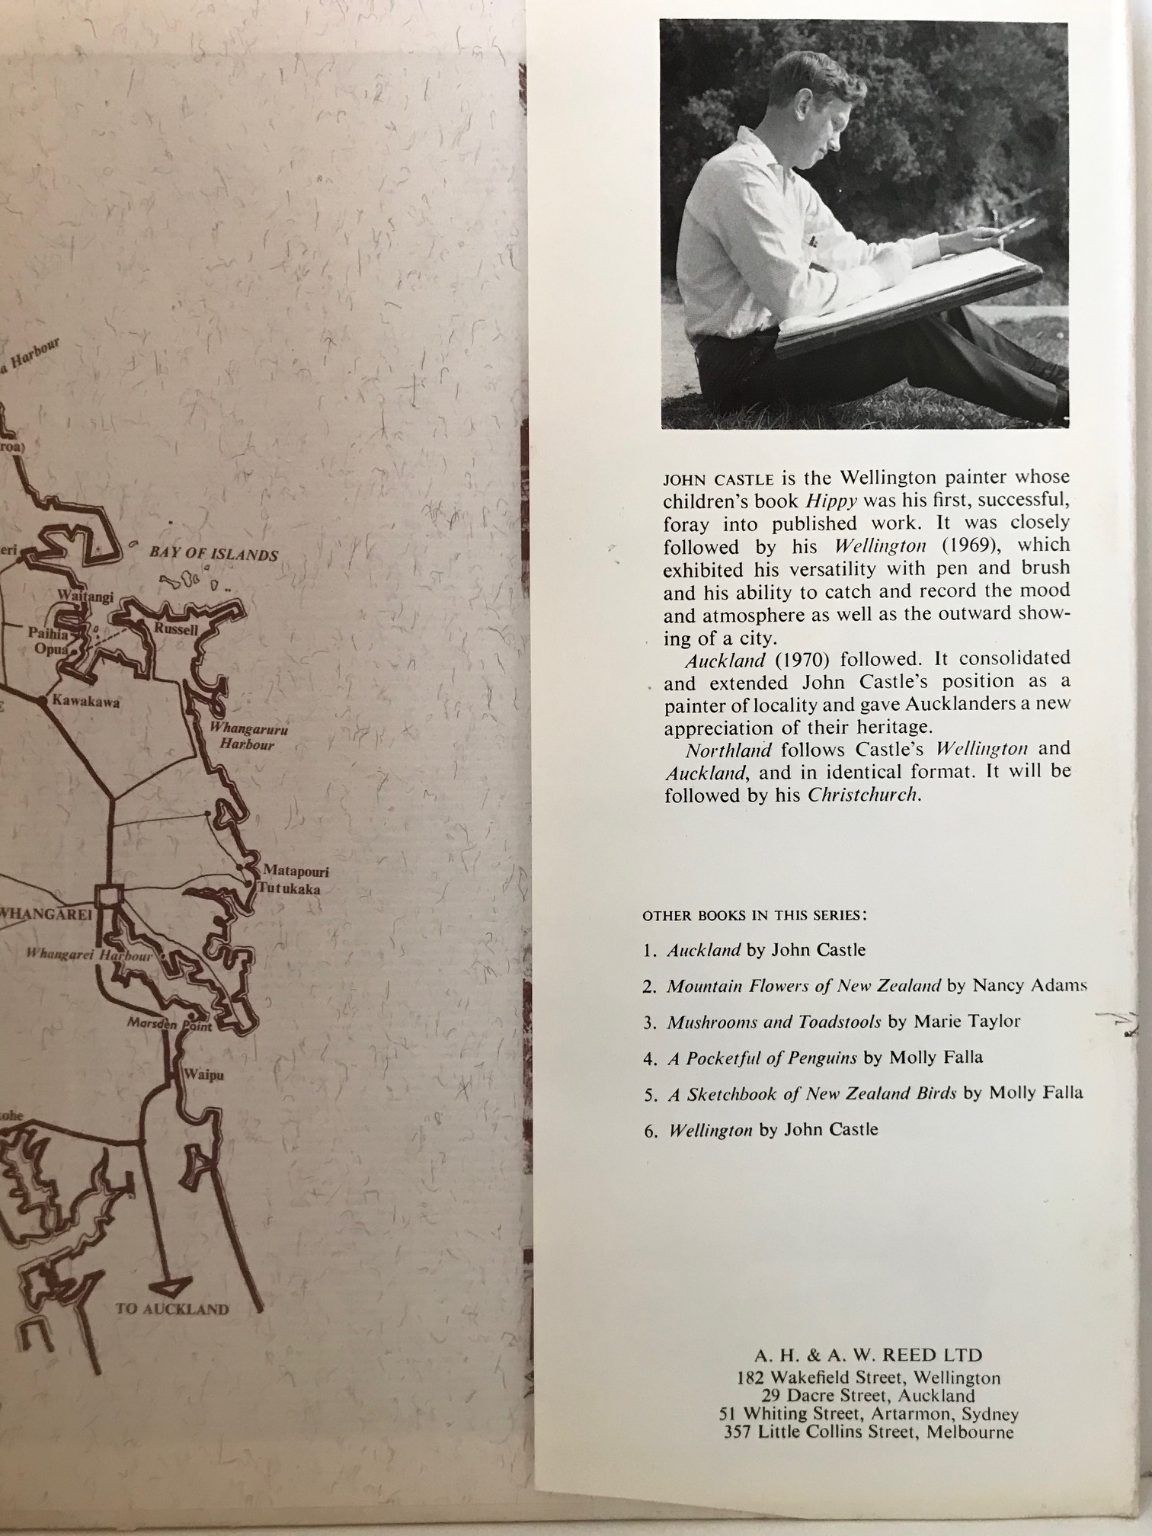 a Harbour
roa)
eri
BAY OF ISLANDS
Waitangi
Paihia
Russell
Opua
Kawakawa
E
Whangaruru
Harbour
Matapouri
Tutukaka
WHANGAREI
Whangarei Harbour
Marsden Point
Waipu
ohe
TO AUCKLAND
JOHN CASTLE is the Wellington painter whose
children's book Hippy was his first, successful,
foray into published work. It was closely
followed by his Wellington (1969), which
exhibited his versatility with pen and brush
and his ability to catch and record the mood
and atmosphere as well as the outward show-
ing of a city.
Auckland (1970) followed. It consolidated
and extended John Castle's position as a
painter of locality and gave Aucklanders a new
appreciation of their heritage.
Northland follows Castle's Wellington and
Auckland, and in identical format. It will be
followed by his Christchurch.
OTHER BOOKS IN THIS SERIES:
1. Auckland by John Castle
2. Mountain Flowers of New Zealand by Nancy Adams
3. Mushrooms and Toadstools by Marie Taylor
4. A Pocketful of Penguins by Molly Falla
5. A Sketchbook of New Zealand Birds by Molly Falla
6. Wellington by John Castle
A. H. & A. W. REED LTD
182 Wakefield Street, Wellington
29 Dacre Street, Auckland
51 Whiting Street, Artarmon, Sydney
357 Little Collins Street, Melbourne